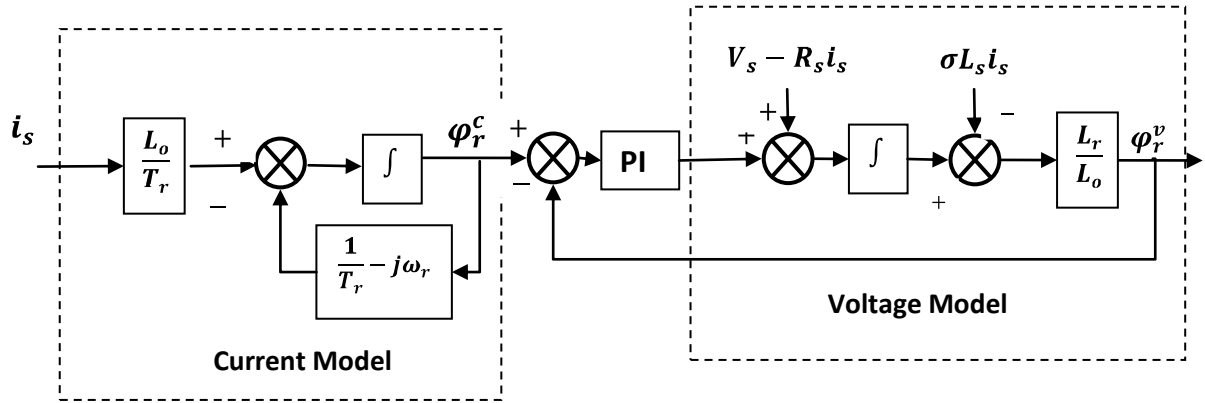 V_s − R_s i_s
σL_s i_s
i_s
L_o
T_r
+
−
∫
φ_r^c
1/T_r − jω_r
+
−
PI
+
+
∫
+
−
L_r
L_o
φ_r^v
Current Model
Voltage Model